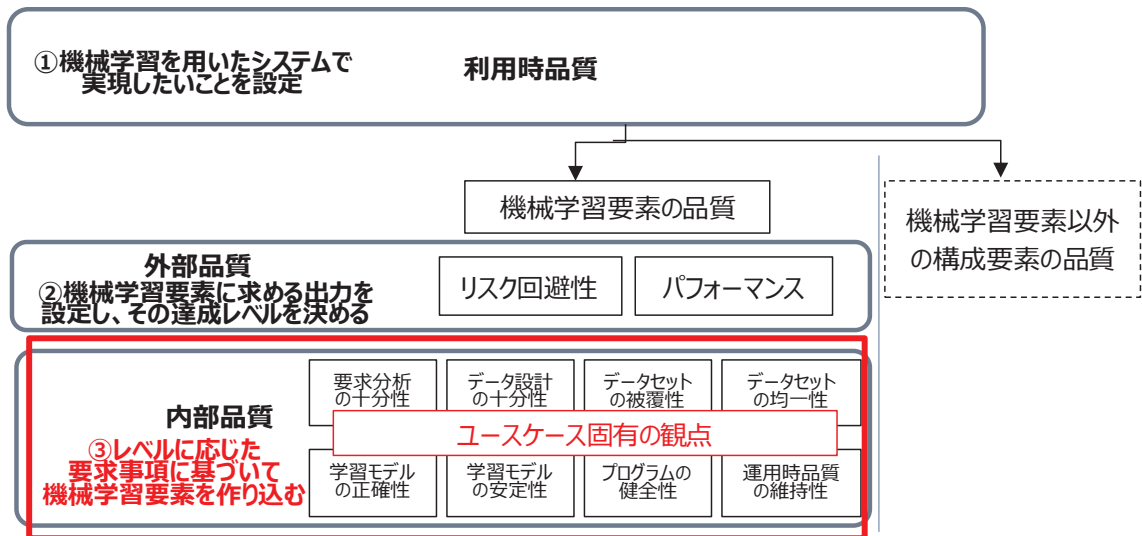 ①機械学習を用いたシステムで
実現したいことを設定
利用時品質
機械学習要素の品質
機械学習要素以外
の構成要素の品質
外部品質
②機械学習要素に求める出力を
設定し、その達成レベルを決める
リスク回避性
パフォーマンス
内部品質
③レベルに応じた
要求事項に基づいて
機械学習要素を作り込む
要求分析
の十分性
データ設計
の十分性
データセット
の被覆性
データセット
の均一性
ユースケース固有の観点
学習モデル
の正確性
学習モデル
の安定性
プログラムの
健全性
運用時品質
の維持性